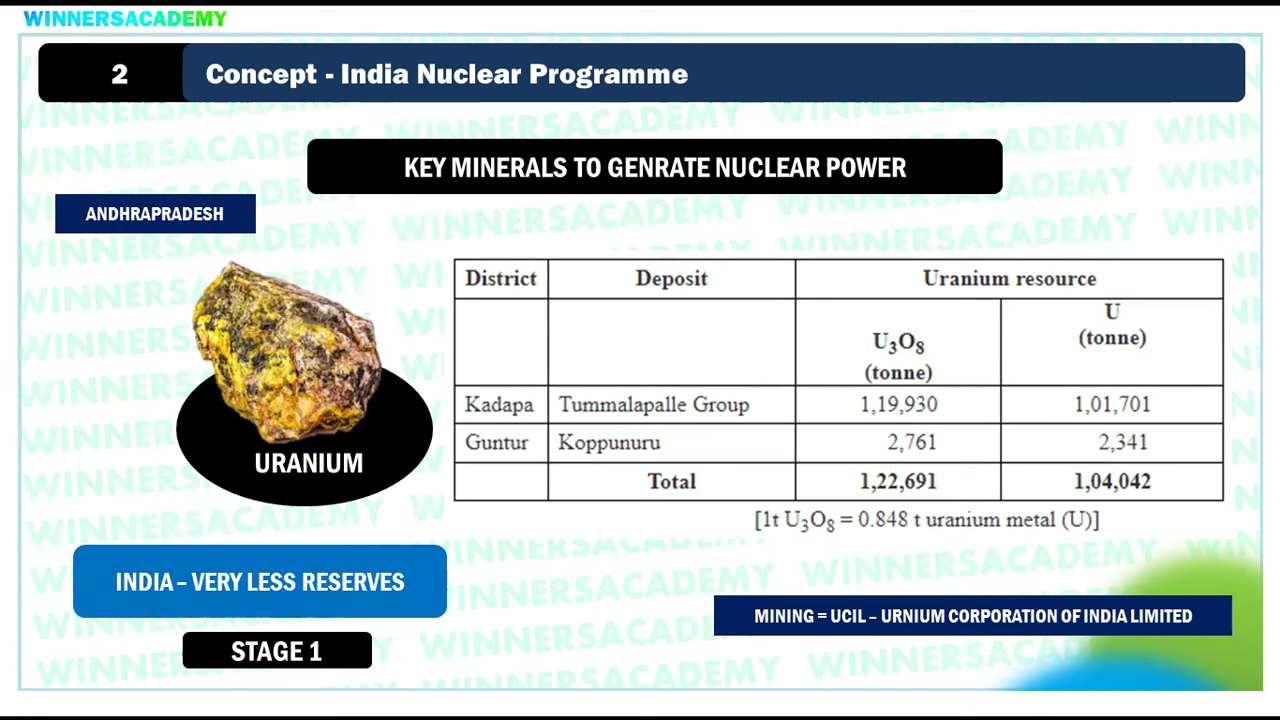 WINNERSACADEMY
2
Concept - India Nuclear Programme
KEY MINERALS TO GENRATE NUCLEAR POWER
ANDHRAPRADESH
District Deposit Uranium resource
U₃O₈ (tonne) U (tonne)
Kadapa Tummalapalle Group 1,19,930 1,01,701
Guntur Koppunuru 2,761 2,341
Total 1,22,691 1,04,042
[1t U₃O₈ = 0.848 t uranium metal (U)]
URANIUM
INDIA – VERY LESS RESERVES
STAGE 1
MINING = UCIL – URNIUM CORPORATION OF INDIA LIMITED